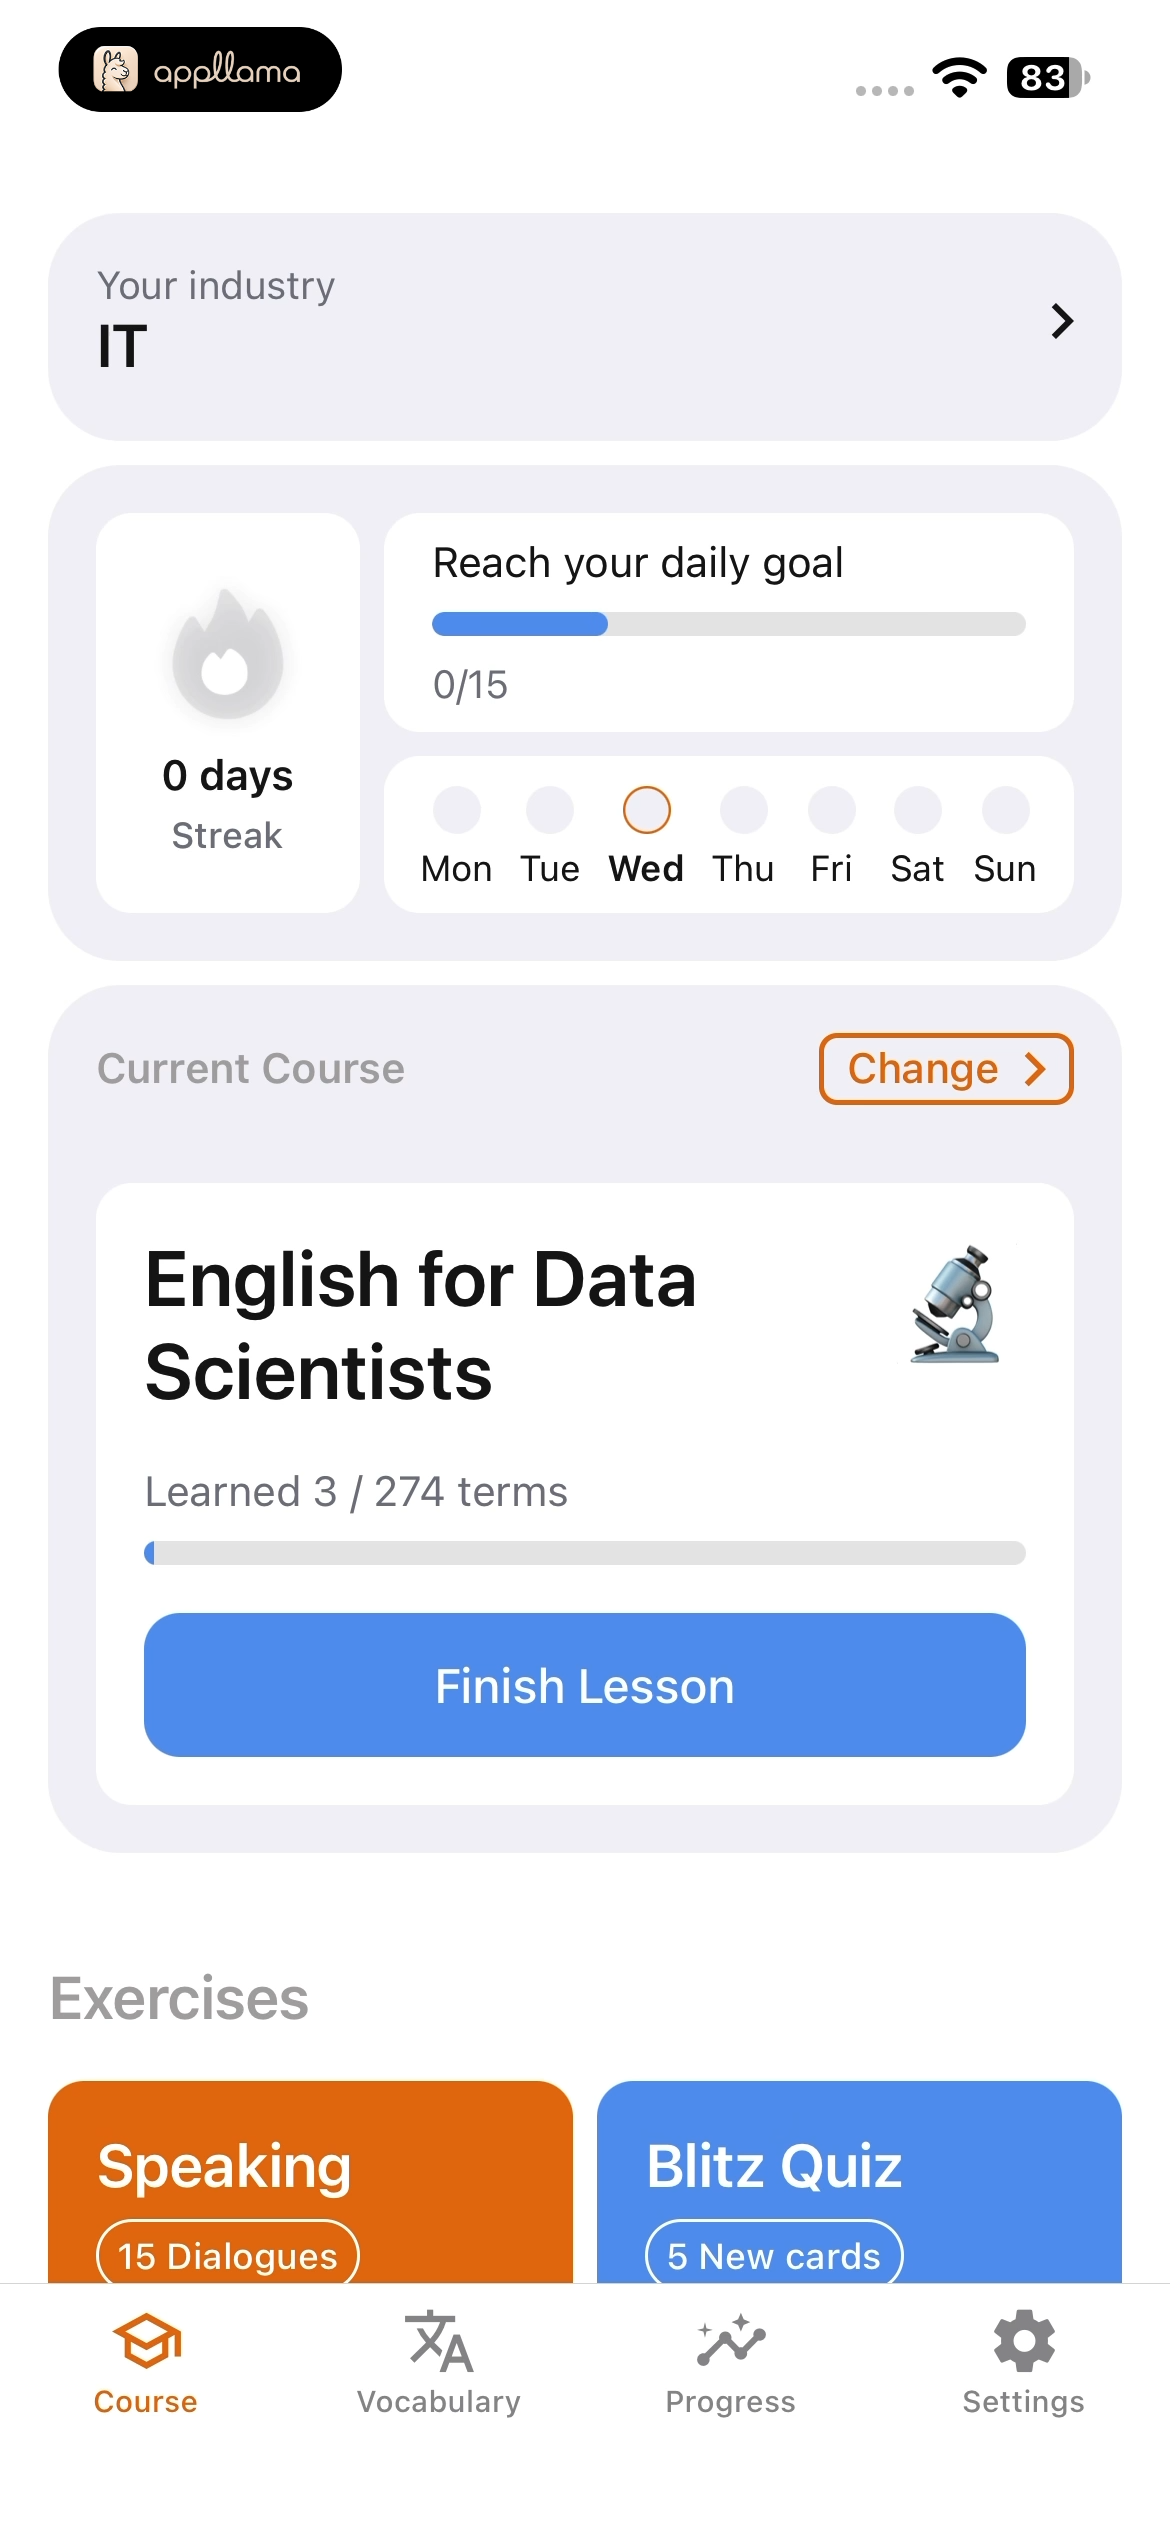 appllama
83
Your industry
IT
Reach your daily goal
0/15
0 days
Streak
Mon Tue Wed Thu Fri Sat Sun
Current Course
Change
English for Data
Scientists
Learned 3 / 274 terms
Finish Lesson
Exercises
Speaking
15 Dialogues
Blitz Quiz
5 New cards
Course
Vocabulary
Progress
Settings